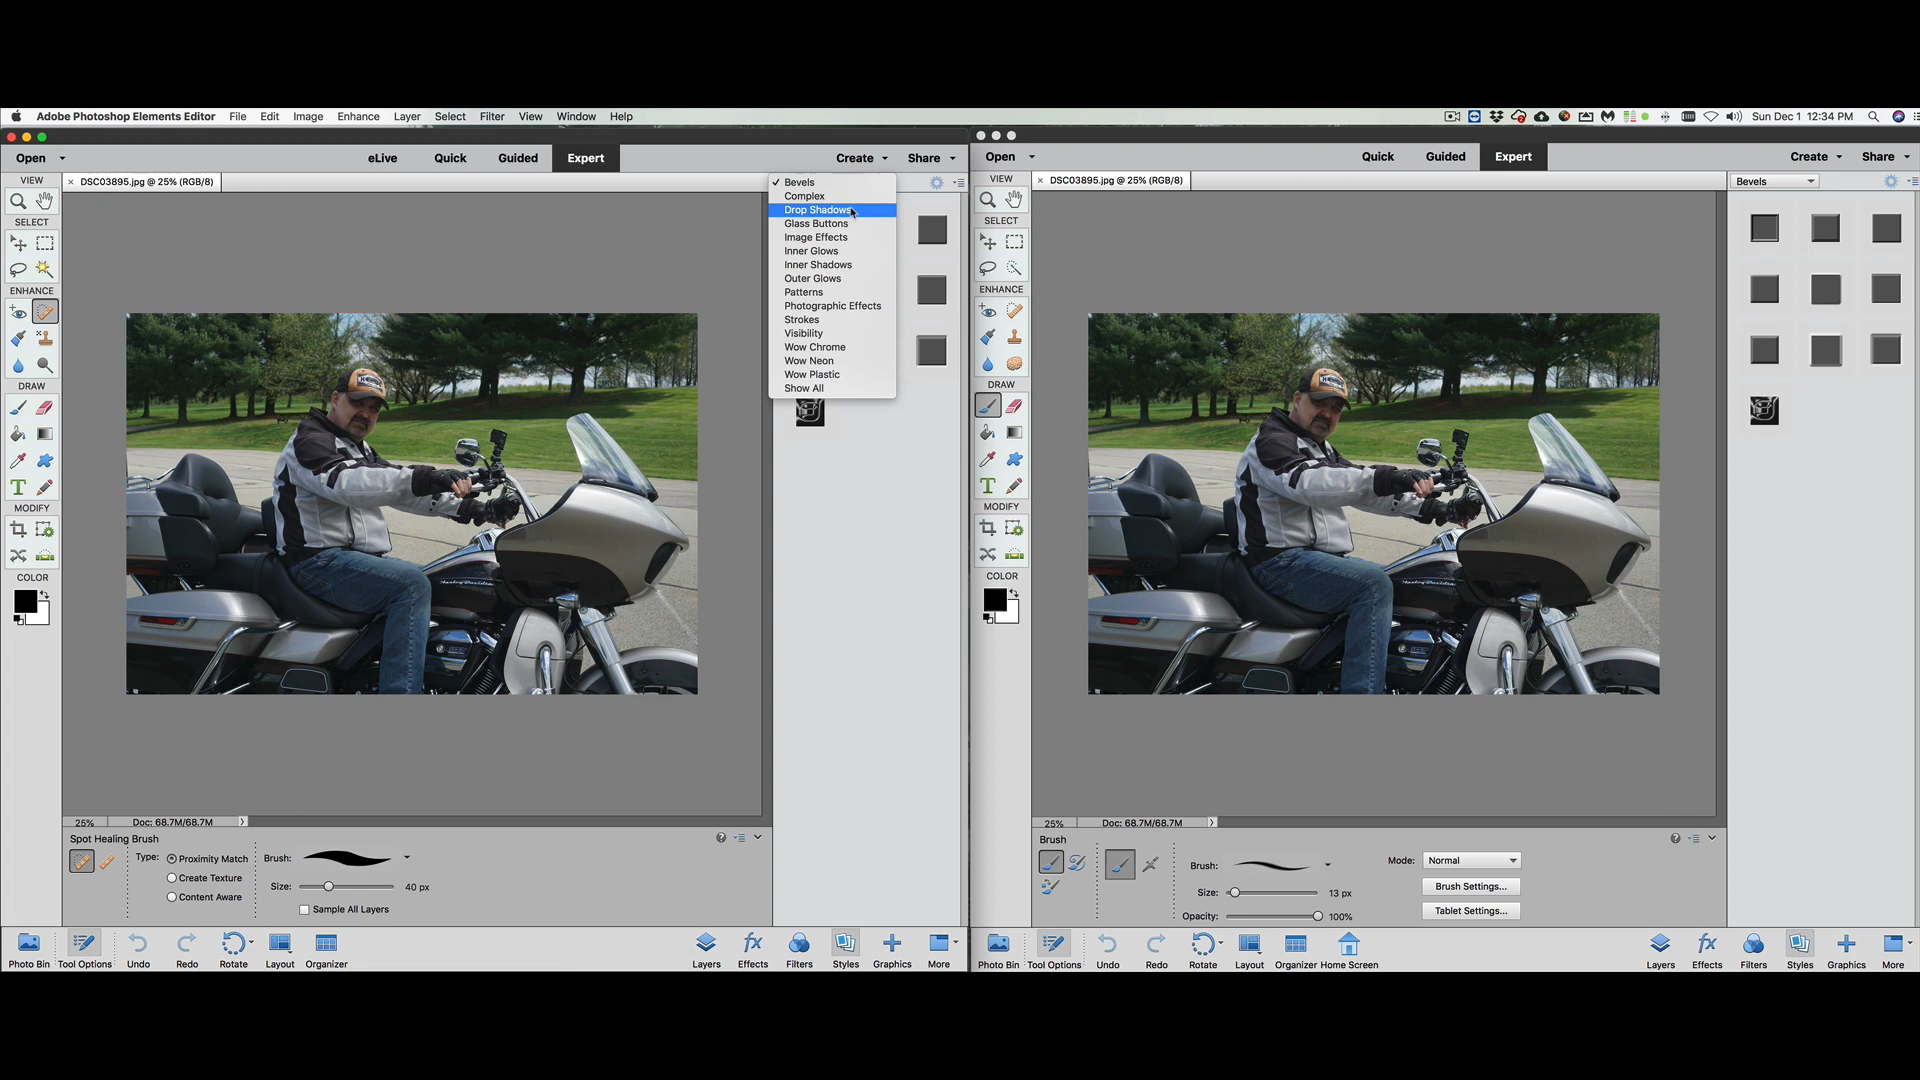 Adobe Photoshop Elements Editor File Edit Image Enhance Layer Select Filter View Window Help Sun Dec 1 12:34 PM
Open eLive Quick Guided Expert Create Share
VIEW
DSC03895.jpg @ 25% (RGB/8)
SELECT
ENHANCE
DRAW
MODIFY
COLOR
Bevels
Complex
Drop Shadows
Glass Buttons
Image Effects
Inner Glows
Inner Shadows
Outer Glows
Patterns
Photographic Effects
Strokes
Visibility
Wow Chrome
Wow Neon
Wow Plastic
Show All
Harley-Davidson
25% Doc: 68.7M/68.7M
Spot Healing Brush
Type: Proximity Match
Create Texture
Content Aware
Brush:
Size: 40 px
Sample All Layers
Photo Bin Tool Options Undo Redo Rotate Layout Organizer Layers Effects Filters Styles Graphics More
Open Quick Guided Expert Create Share
VIEW
DSC03895.jpg @ 25% (RGB/8)
Bevels
SELECT
ENHANCE
DRAW
MODIFY
COLOR
Harley-Davidson
25% Doc: 68.7M/68.7M
Brush
Brush:
Size: 13 px
Opacity: 100%
Mode: Normal
Brush Settings...
Tablet Settings...
Photo Bin Tool Options Undo Redo Rotate Layout Organizer Home Screen Layers Effects Filters Styles Graphics More